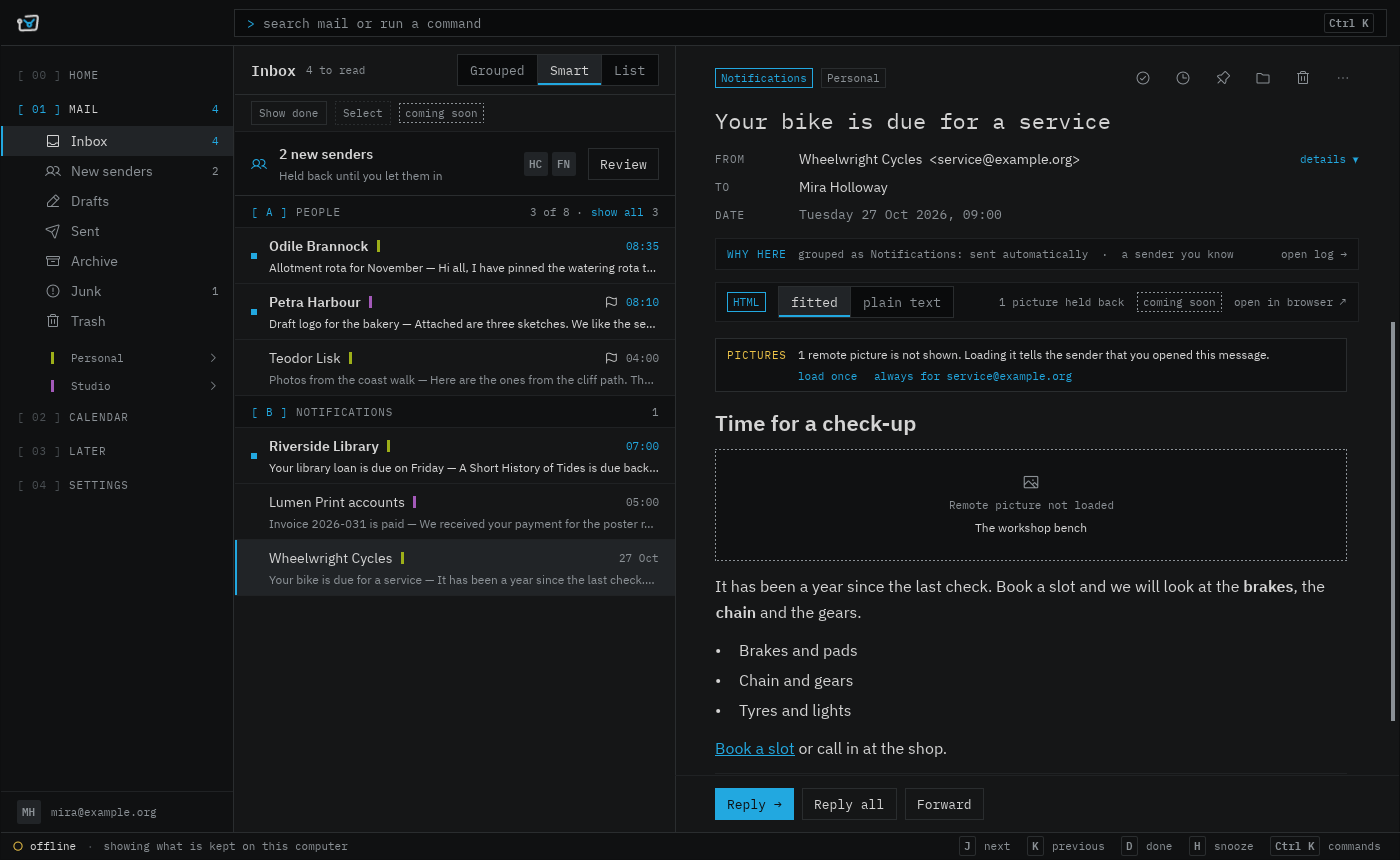 > search mail or run a command Ctrl K
[ 00 ] HOME
[ 01 ] MAIL 4
Inbox 4
New senders 2
Drafts
Sent
Archive
Junk 1
Trash
Personal
Studio
[ 02 ] CALENDAR
[ 03 ] LATER
[ 04 ] SETTINGS
MH mira@example.org
Inbox 4 to read Grouped Smart List
Show done Select coming soon
2 new senders
Held back until you let them in
HC FN Review
[ A ] PEOPLE 3 of 8 · show all 3
Odile Brannock 08:35
Allotment rota for November — Hi all, I have pinned the watering rota t…
Petra Harbour 08:10
Draft logo for the bakery — Attached are three sketches. We like the se…
Teodor Lisk 04:00
Photos from the coast walk — Here are the ones from the cliff path. Th…
[ B ] NOTIFICATIONS 1
Riverside Library 07:00
Your library loan is due on Friday — A Short History of Tides is due back…
Lumen Print accounts 05:00
Invoice 2026-031 is paid — We received your payment for the poster r…
Wheelwright Cycles 27 Oct
Your bike is due for a service — It has been a year since the last check.…
Notifications Personal
Your bike is due for a service
FROM Wheelwright Cycles <service@example.org> details ▾
TO Mira Holloway
DATE Tuesday 27 Oct 2026, 09:00
WHY HERE grouped as Notifications: sent automatically · a sender you know open log →
HTML fitted plain text 1 picture held back coming soon open in browser ↗
PICTURES 1 remote picture is not shown. Loading it tells the sender that you opened this message.
load once always for service@example.org
Time for a check-up
Remote picture not loaded
The workshop bench
It has been a year since the last check. Book a slot and we will look at the brakes, the
chain and the gears.
• Brakes and pads
• Chain and gears
• Tyres and lights
Book a slot or call in at the shop.
Reply → Reply all Forward
offline · showing what is kept on this computer
J next K previous D done H snooze Ctrl K commands